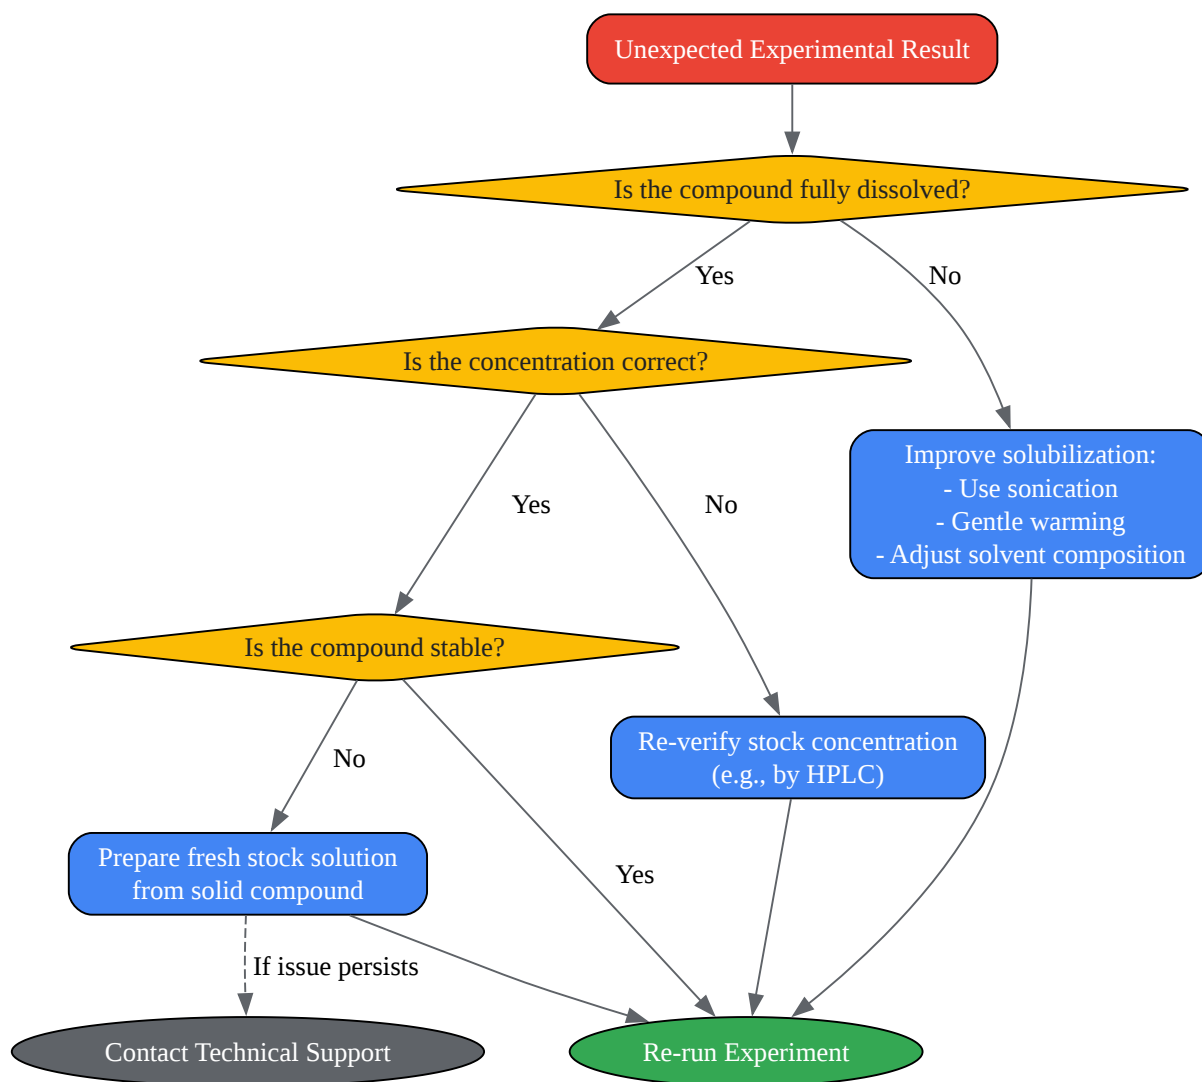 Unexpected Experimental Result
Is the compound fully dissolved?
Yes
No
Is the concentration correct?
Improve solubilization:
- Use sonication
- Gentle warming
- Adjust solvent composition
Yes
No
Is the compound stable?
Re-verify stock concentration
(e.g., by HPLC)
No
Prepare fresh stock solution
from solid compound
Yes
If issue persists
Contact Technical Support
Re-run Experiment